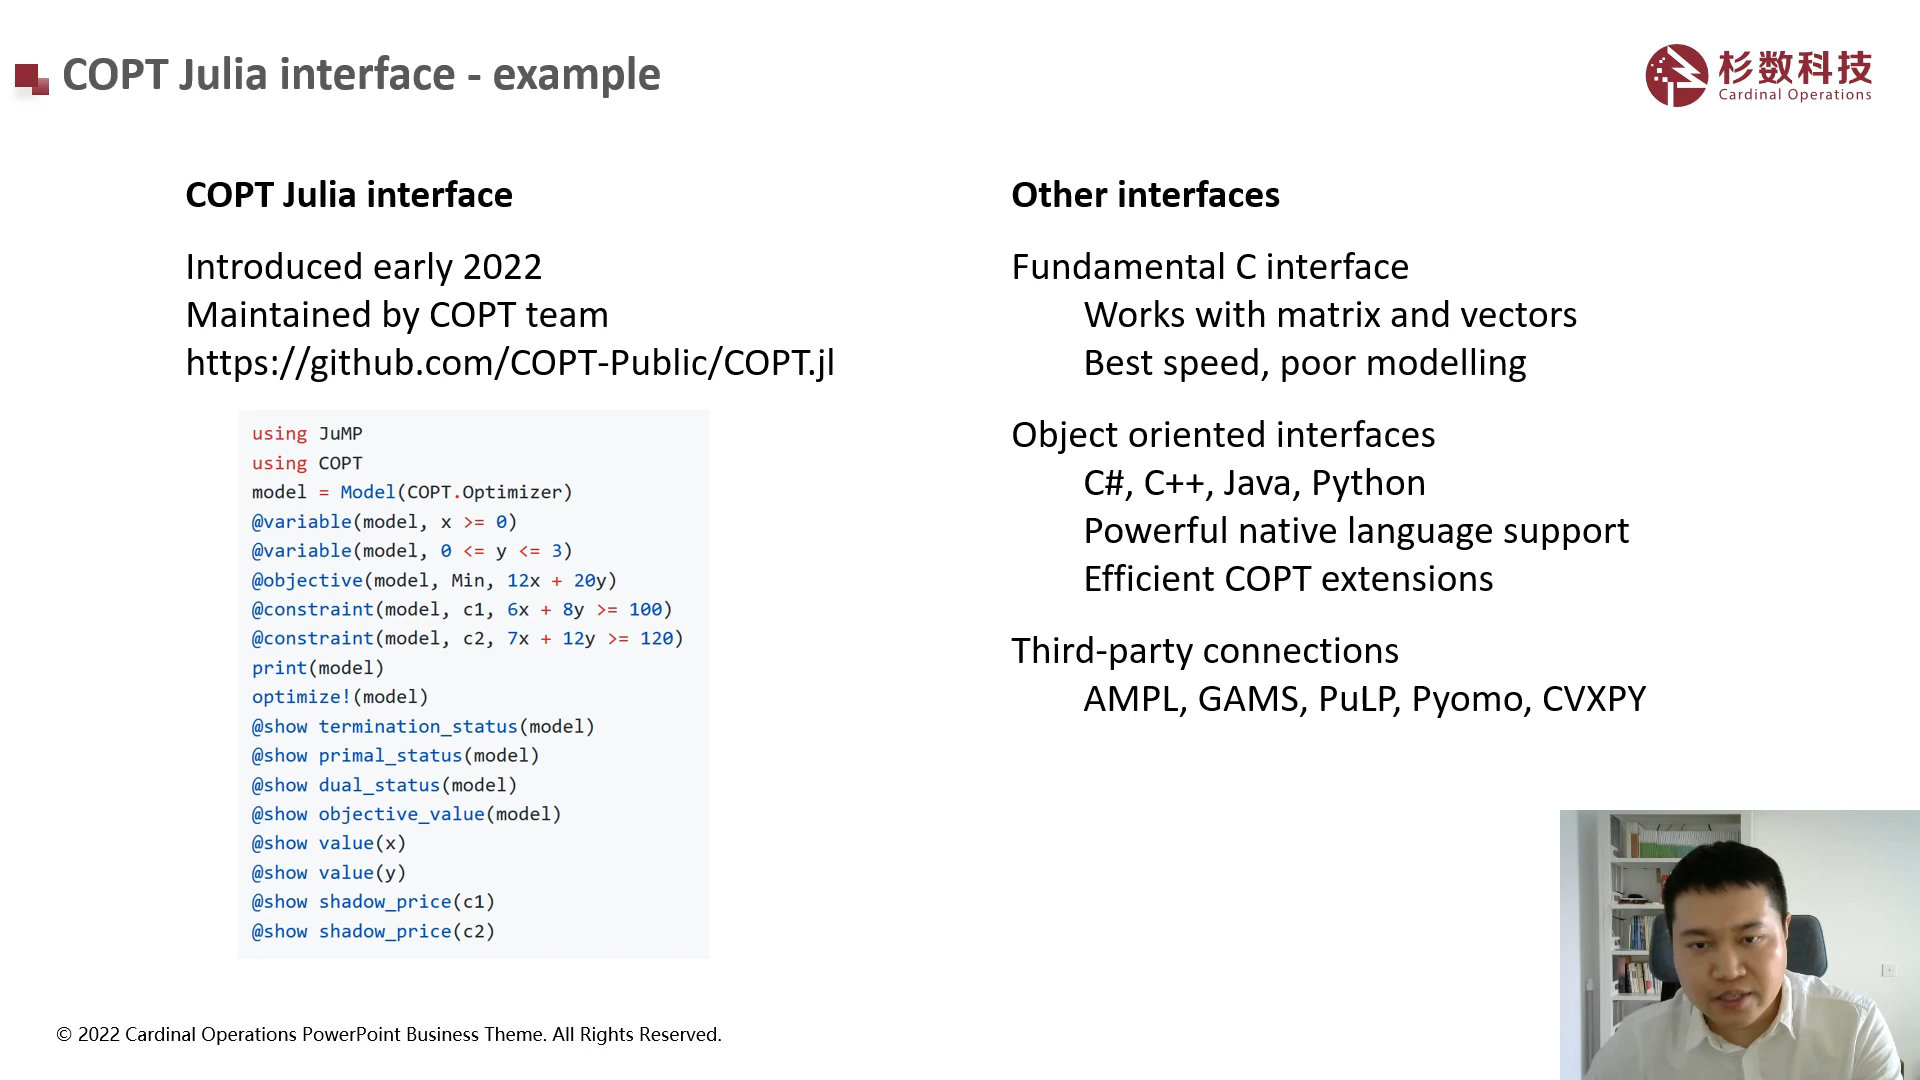 COPT Julia interface - example
杉数科技
Cardinal Operations
COPT Julia interface
Introduced early 2022
Maintained by COPT team
https://github.com/COPT-Public/COPT.jl
using JuMP
using COPT
model = Model(COPT.Optimizer)
@variable(model, x >= 0)
@variable(model, 0 <= y <= 3)
@objective(model, Min, 12x + 20y)
@constraint(model, c1, 6x + 8y >= 100)
@constraint(model, c2, 7x + 12y >= 120)
print(model)
optimize!(model)
@show termination_status(model)
@show primal_status(model)
@show dual_status(model)
@show objective_value(model)
@show value(x)
@show value(y)
@show shadow_price(c1)
@show shadow_price(c2)
Other interfaces
Fundamental C interface
Works with matrix and vectors
Best speed, poor modelling
Object oriented interfaces
C#, C++, Java, Python
Powerful native language support
Efficient COPT extensions
Third-party connections
AMPL, GAMS, PuLP, Pyomo, CVXPY
© 2022 Cardinal Operations PowerPoint Business Theme. All Rights Reserved.